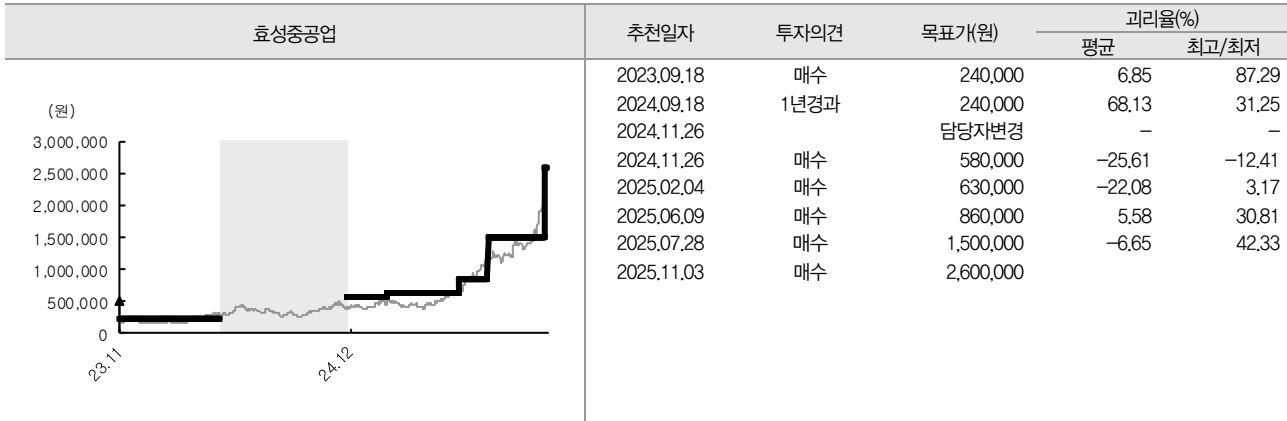 효성중공업
(원)
3,000,000
2,500,000
2,000,000
1,500,000
1,000,000
500,000
0
23.11
24.12
추천일자 투자의견 목표가(원) 괴리율(%)
평균 최고/최저
2023.09.18 매수 240,000 6.85 87.29
2024.09.18 1년경과 240,000 68.13 31.25
2024.11.26 담당자변경 – –
2024.11.26 매수 580,000 −25.61 −12.41
2025.02.04 매수 630,000 −22.08 3.17
2025.06.09 매수 860,000 5.58 30.81
2025.07.28 매수 1,500,000 −6.65 42.33
2025.11.03 매수 2,600,000